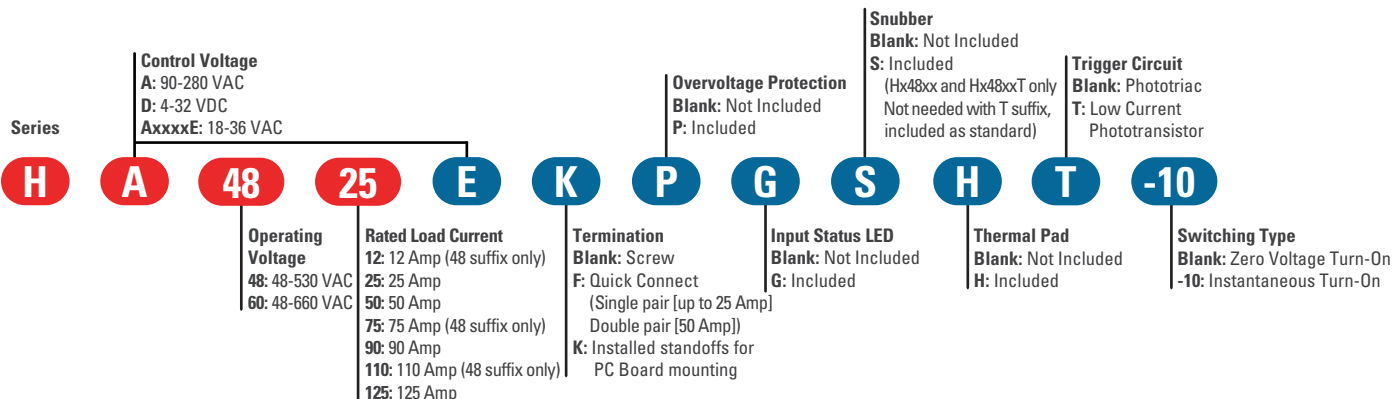 Snubber
Blank: Not Included
S: Included
(Hx48xx and Hx48xxT only
Not needed with T suffix,
included as standard)
Control Voltage
A: 90-280 VAC
D: 4-32 VDC
AxxxxE: 18-36 VAC
Overvoltage Protection
Blank: Not Included
P: Included
Trigger Circuit
Blank: Phototriac
T: Low Current
Phototransistor
Series
H A 48 25 E K P G S H T -10
Operating
Voltage
48: 48-530 VAC
60: 48-660 VAC
Rated Load Current
12: 12 Amp (48 suffix only)
25: 25 Amp
50: 50 Amp
75: 75 Amp (48 suffix only)
90: 90 Amp
110: 110 Amp (48 suffix only)
125: 125 Amp
Termination
Blank: Screw
F: Quick Connect
(Single pair [up to 25 Amp]
Double pair [50 Amp])
K: Installed standoffs for
PC Board mounting
Input Status LED
Blank: Not Included
G: Included
Thermal Pad
Blank: Not Included
H: Included
Switching Type
Blank: Zero Voltage Turn-On
-10: Instantaneous Turn-On